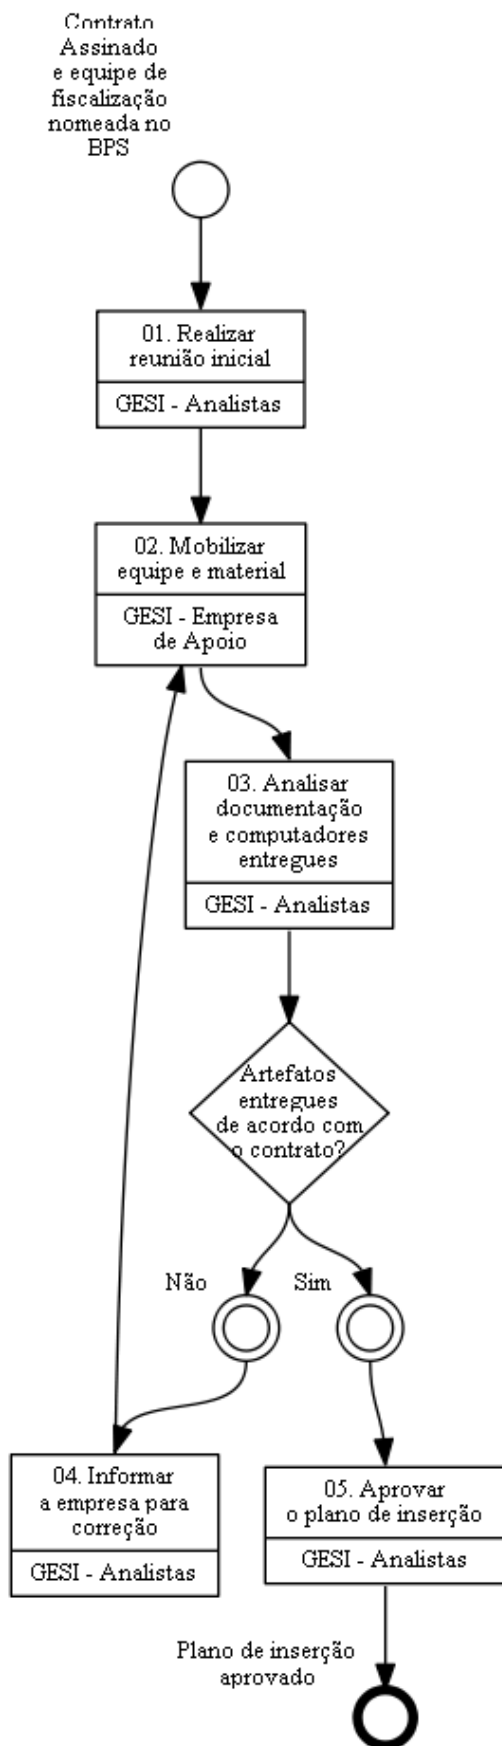 Contrato
Assinado
e equipe de
fiscalização
nomeada no
BPS
01. Realizar
reunião inicial
GESI - Analistas
02. Mobilizar
equipe e material
GESI - Empresa
de Apoio
03. Analisar
documentação
e computadores
entregues
GESI - Analistas
Artefatos
entregues
de acordo com
o contrato?
Não
Sim
04. Informar
a empresa para
correção
GESI - Analistas
05. Aprovar
o plano de inserção
GESI - Analistas
Plano de inserção
aprovado